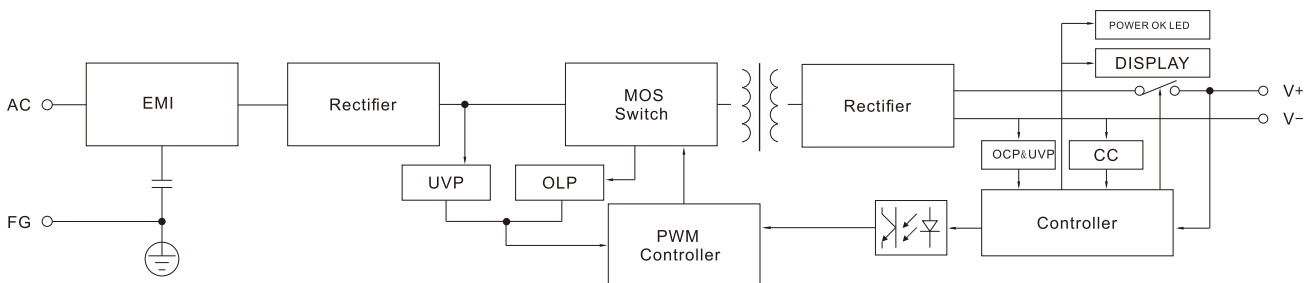 POWER OK LED
DISPLAY
AC
EMI
Rectifier
MOS
Switch
Rectifier
V+
V−
UVP
OLP
OCP&UVP
CC
FG
PWM
Controller
Controller